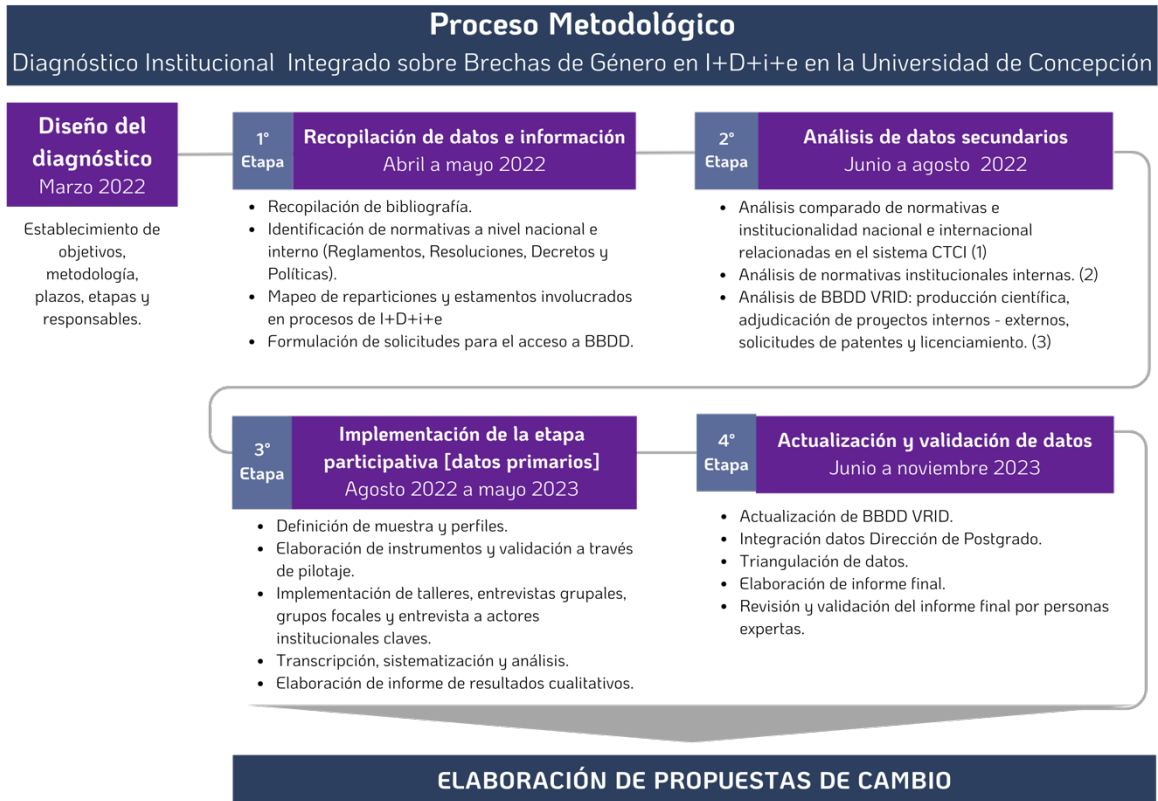 Proceso Metodológico
Diagnóstico Institucional Integrado sobre Brechas de Género en I+D+i+e en la Universidad de Concepción
Diseño del
diagnóstico
Marzo 2022
Establecimiento de
objetivos,
metodología,
plazos, etapas y
responsables.
1°
Etapa
Recopilación de datos e información
Abril a mayo 2022
• Recopilación de bibliografía.
• Identificación de normativas a nivel nacional e
interno (Reglamentos, Resoluciones, Decretos y
Políticas).
• Mapeo de reparticiones y estamentos involucrados
en procesos de I+D+i+e
• Formulación de solicitudes para el acceso a BBDD.
2°
Etapa
Análisis de datos secundarios
Junio a agosto 2022
• Análisis comparado de normativas e
institucionalidad nacional e internacional
relacionadas en el sistema CTCI (1)
• Análisis de normativas institucionales internas. (2)
• Análisis de BBDD VRID: producción científica,
adjudicación de proyectos internos - externos,
solicitudes de patentes y licenciamiento. (3)
3°
Etapa
Implementación de la etapa
participativa [datos primarios]
Agosto 2022 a mayo 2023
• Definición de muestra y perfiles.
• Elaboración de instrumentos y validación a través
de pilotaje.
• Implementación de talleres, entrevistas grupales,
grupos focales y entrevista a actores
institucionales claves.
• Transcripción, sistematización y análisis.
• Elaboración de informe de resultados cualitativos.
4°
Etapa
Actualización y validación de datos
Junio a noviembre 2023
• Actualización de BBDD VRID.
• Integración datos Dirección de Postgrado.
• Triangulación de datos.
• Elaboración de informe final.
• Revisión y validación del informe final por personas
expertas.
ELABORACIÓN DE PROPUESTAS DE CAMBIO